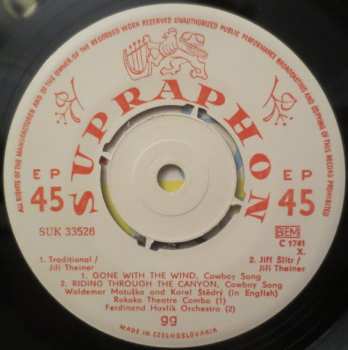 ALL RIGHTS OF THE MANUFACTURER AND OF THE OWNER OF THE RECORDED WORK RESERVED UNAUTHORIZED PUBLIC PERFORMANCE BROADCASTING AND COPYING OF THIS RECORD PROHIBITED
SUPRAPHON
EP
45
EP
45
SUK 33526
BIEM
C 1741
X.
1. Traditional /
Jiří Theiner
2. Jiří Šlitr /
Jiří Theiner
1. GONE WITH THE WIND, Cowboy Song
2. RIDING THROUGH THE CANYON, Cowboy Song
Waldemar Matuška and Karel Štědrý (in English)
Rokoko Theatre Combo (1)
Ferdinand Havlík Orchestra (2)
gg
MADE IN CZECHOSLOVAKIA